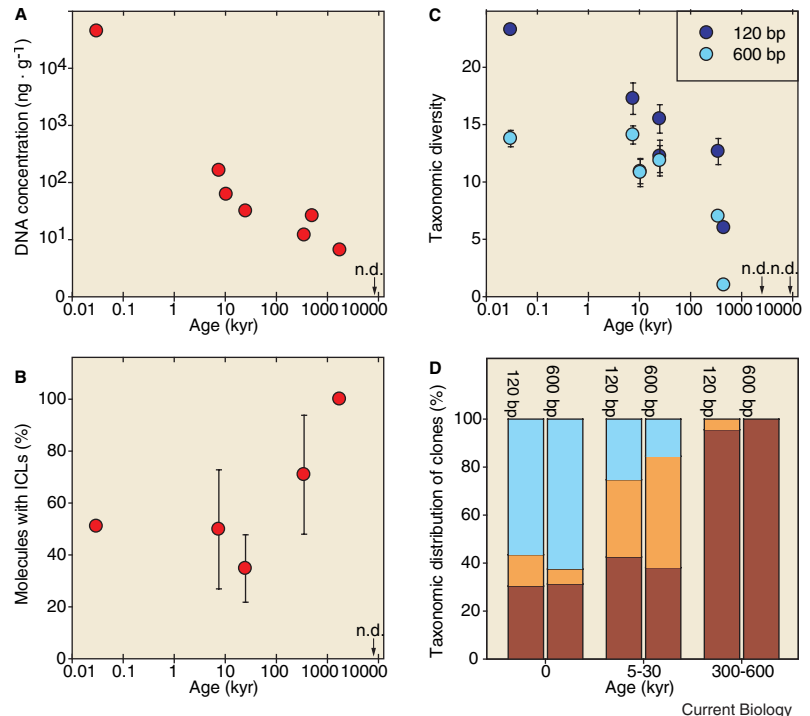 A
DNA concentration (ng · g-1)
10⁴
10³
10²
10¹
0
n.d.
0.01 0.1 1 10 100 1000 10000
Age (kyr)
B
Molecules with ICLs (%)
100
80
60
40
20
0
n.d.
0.01 0.1 1 10 100 1000 10000
Age (kyr)
C
120 bp
600 bp
Taxonomic diversity
20
15
10
5
0
n.d. n.d.
0.01 0.1 1 10 100 1000 10000
Age (kyr)
D
Taxonomic distribution of clones (%)
120 bp
600 bp
120 bp
600 bp
120 bp
600 bp
100
80
60
40
20
0
0 5-30 300-600
Age (kyr)
Current Biology